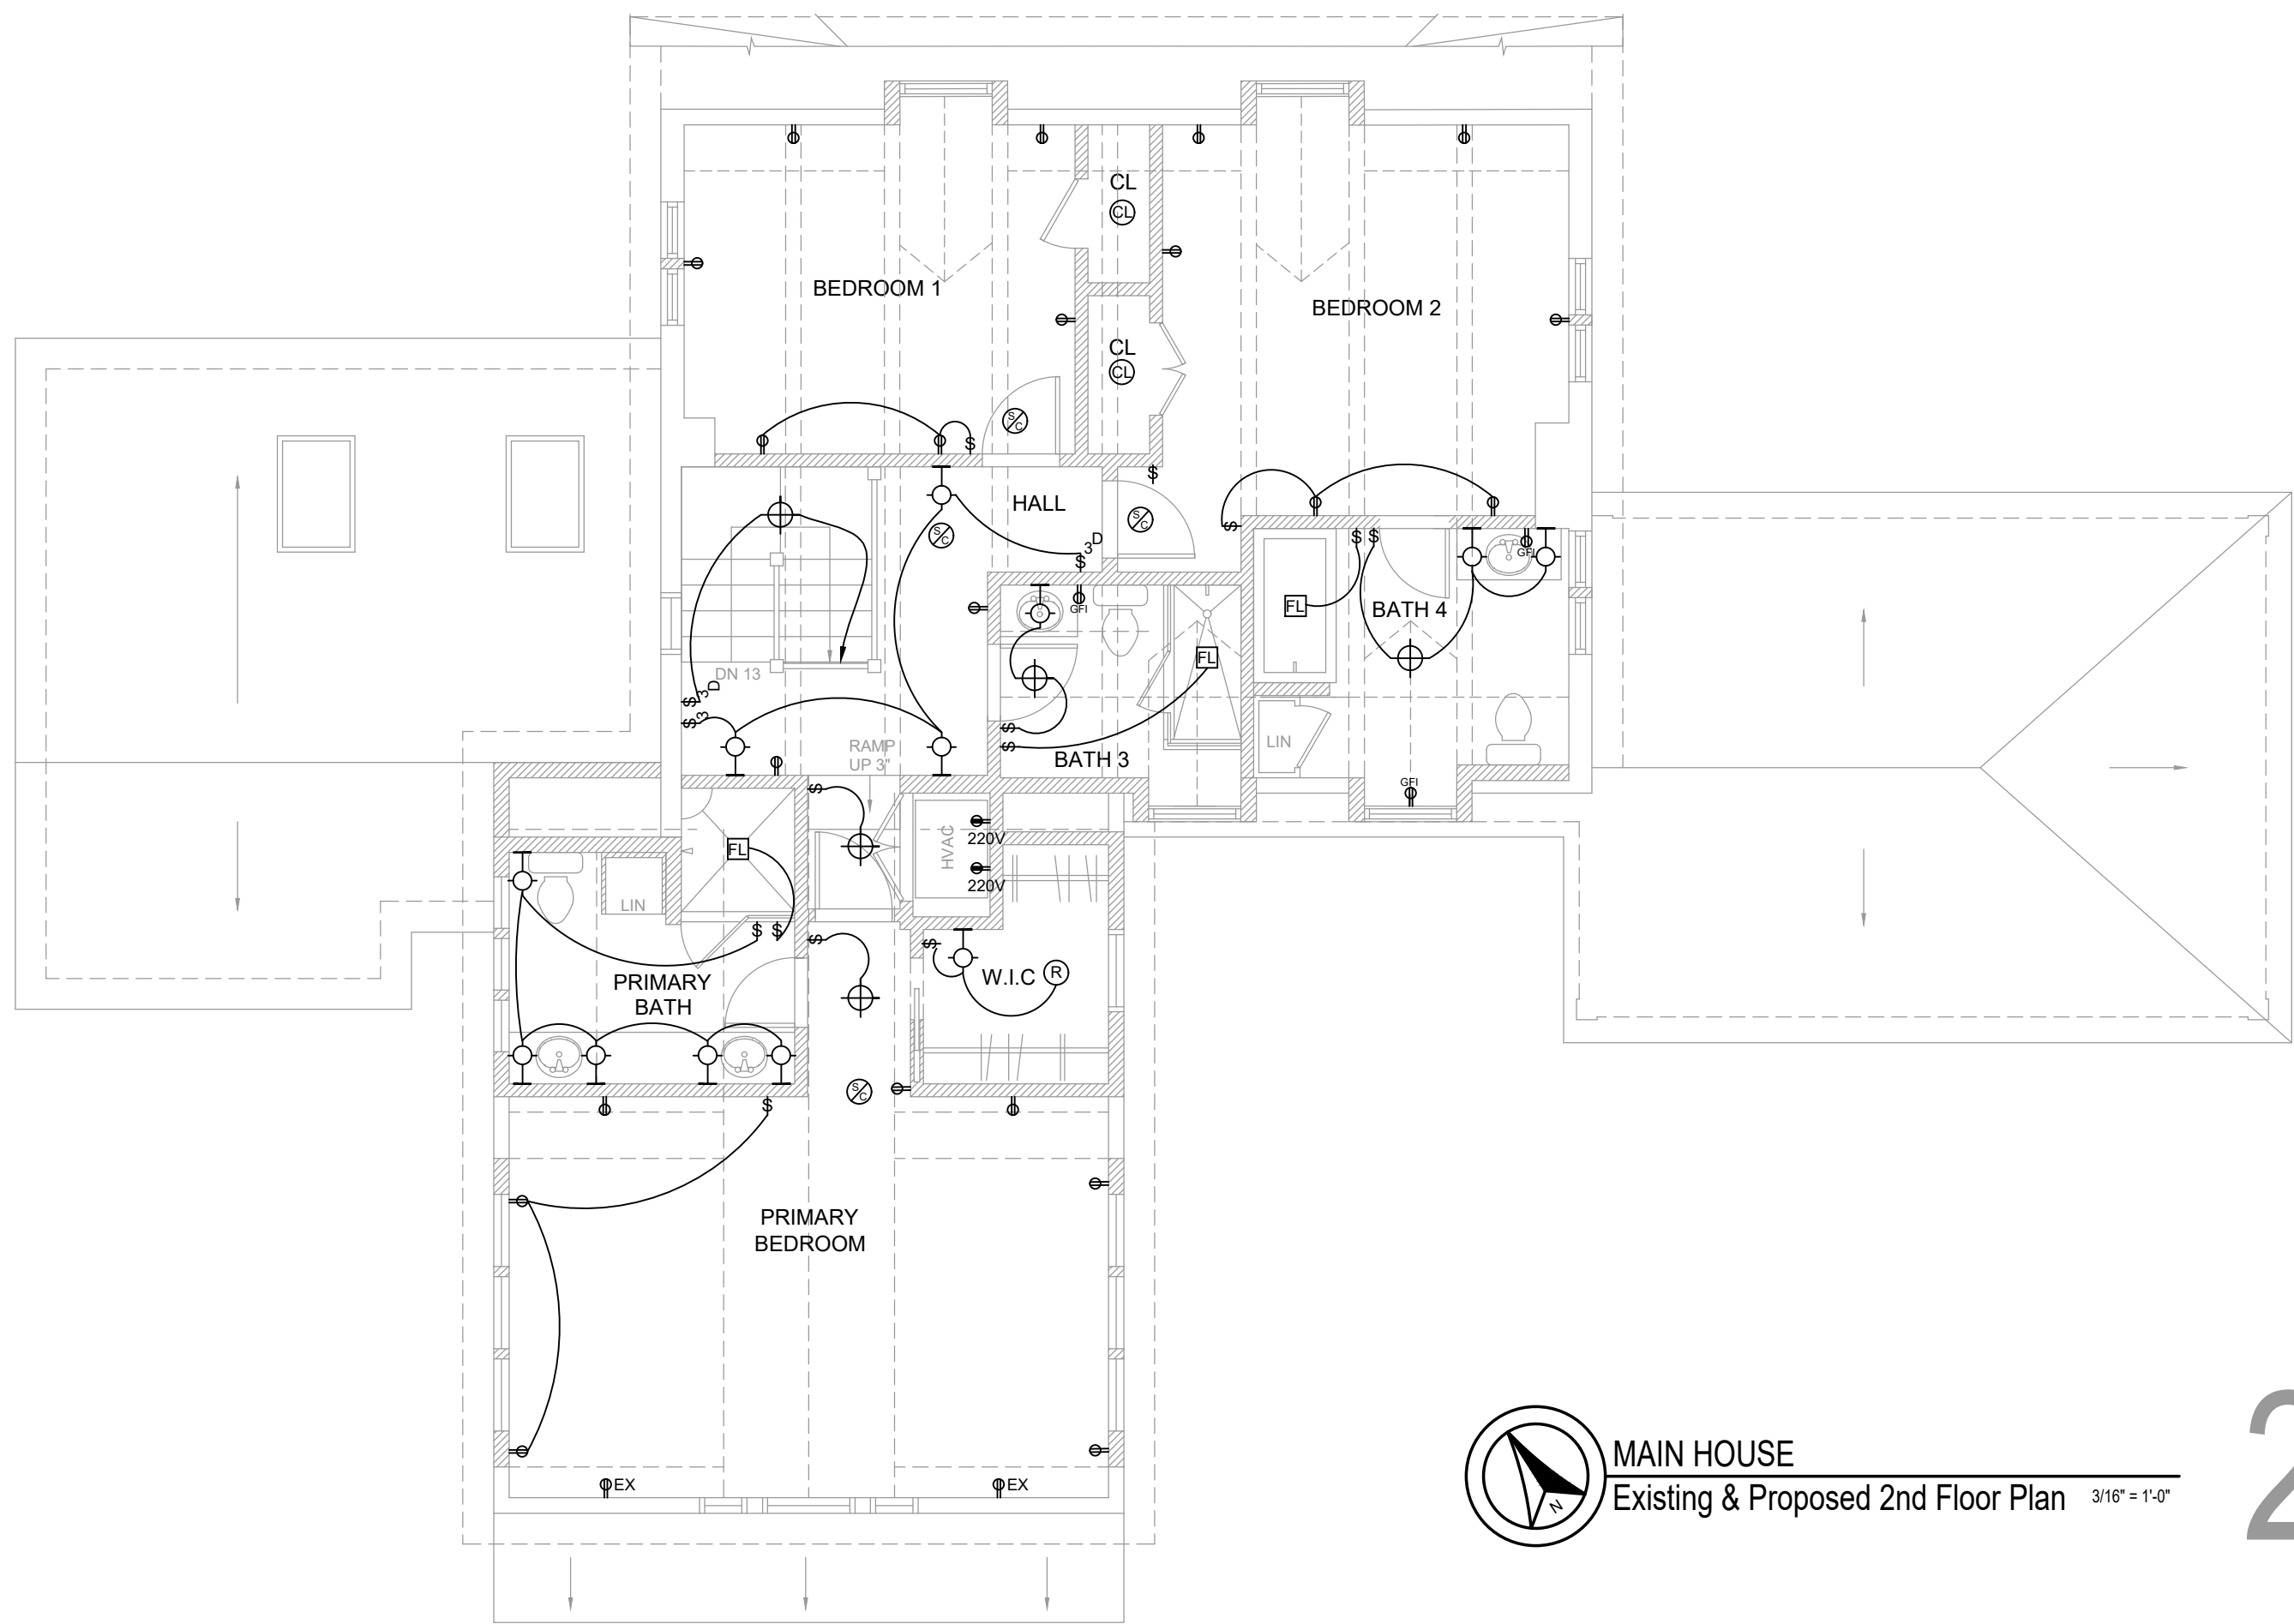 CL
CL
BEDROOM 1
BEDROOM 2
CL
CL
S/C
$
$
HALL
S/C
S/C
$
3D
$
$ $
GFI
GFI
FL
BATH 4
FL
DN 13
$ 3D
$ 3
$
$
RAMP
UP 3"
BATH 3
LIN
GFI
$
HVAC
220V
220V
FL
LIN
$ $
$
$
W.I.C
R
PRIMARY
BATH
S/C
$
PRIMARY
BEDROOM
EX
EX
N
MAIN HOUSE
Existing & Proposed 2nd Floor Plan
3/16" = 1'-0"
2